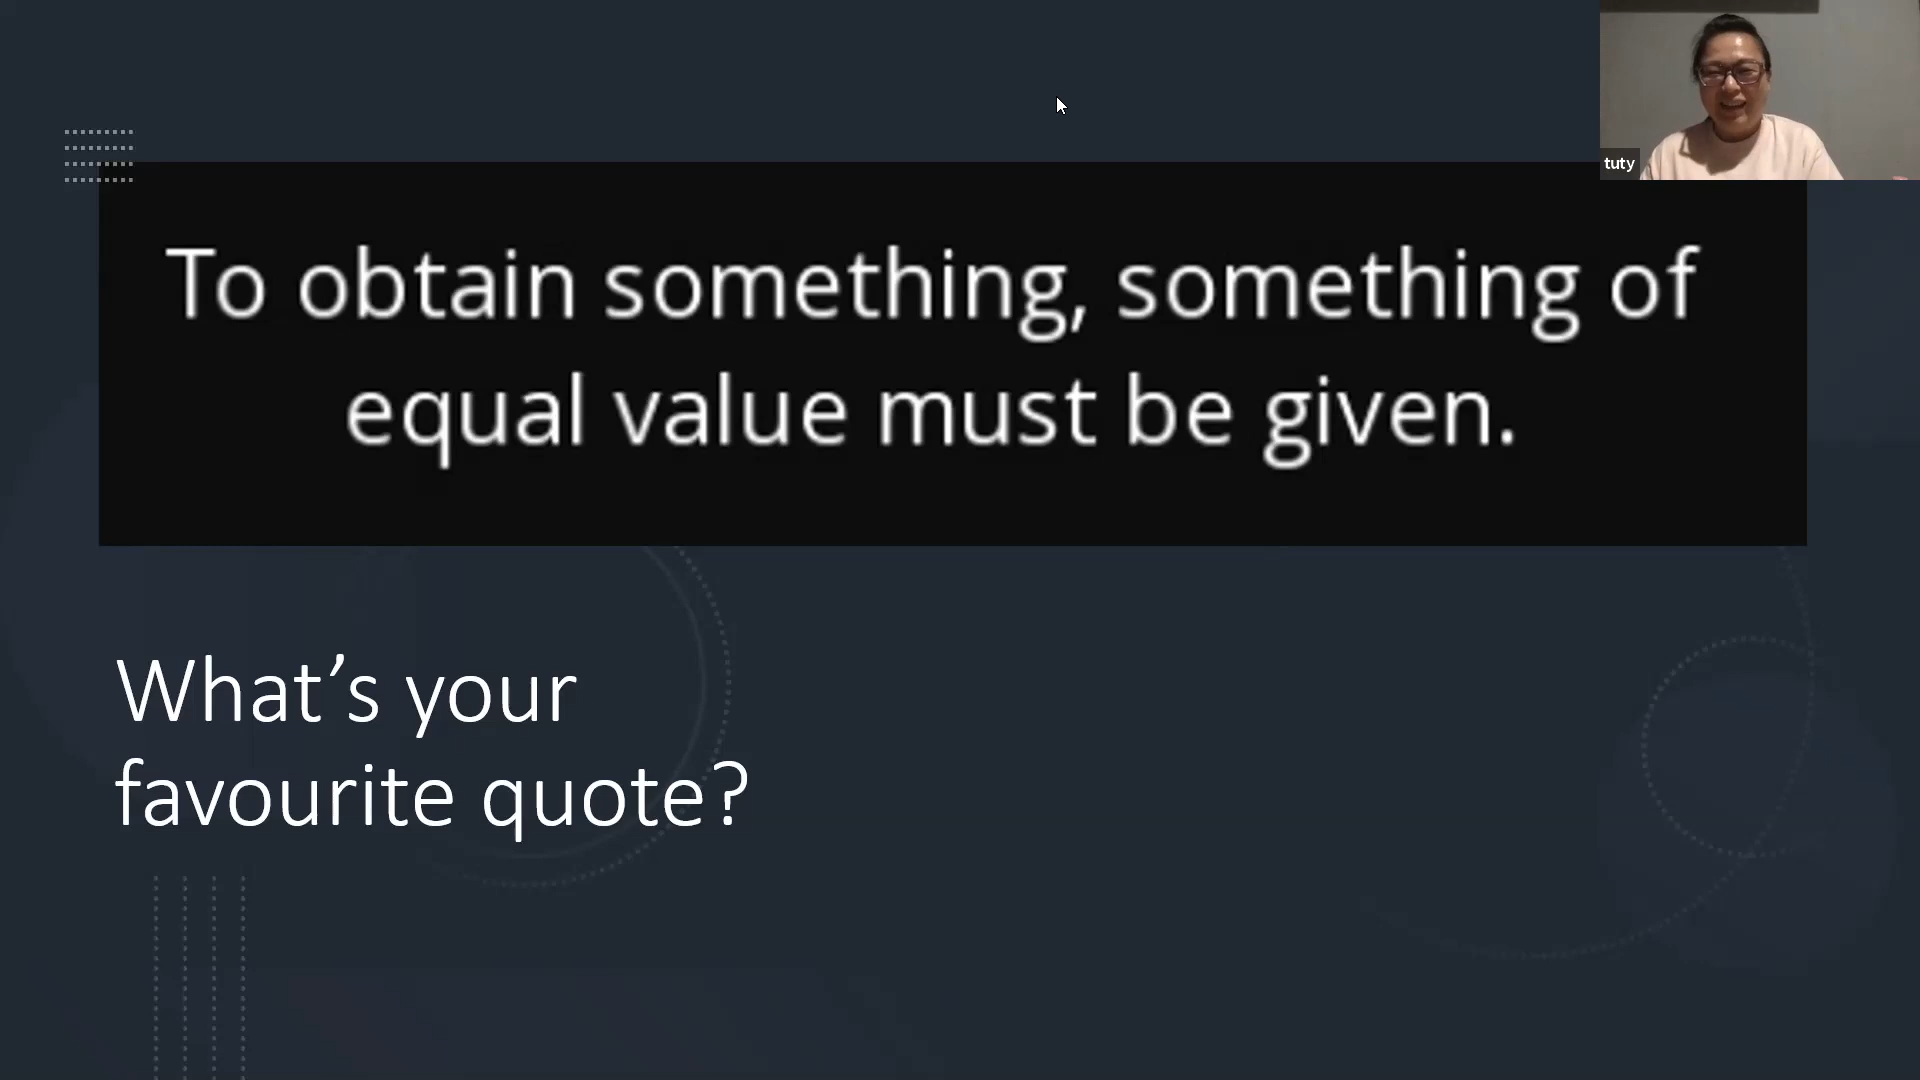 tuty
To obtain something, something of
equal value must be given.
What’s your
favourite quote?